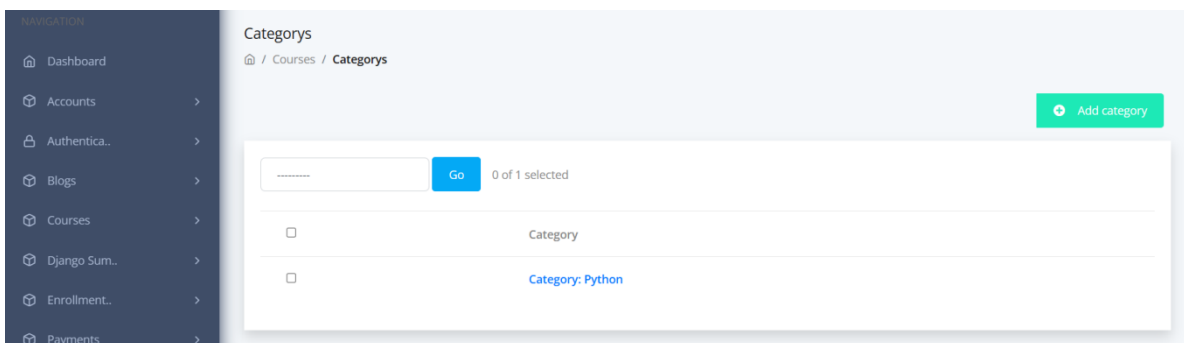 NAVIGATION
Dashboard
Accounts
Authentica..
Blogs
Courses
Django Sum..
Enrollment..
Payments
Categorys
/ Courses / Categorys
Add category
---------
Go
0 of 1 selected
Category
Category: Python